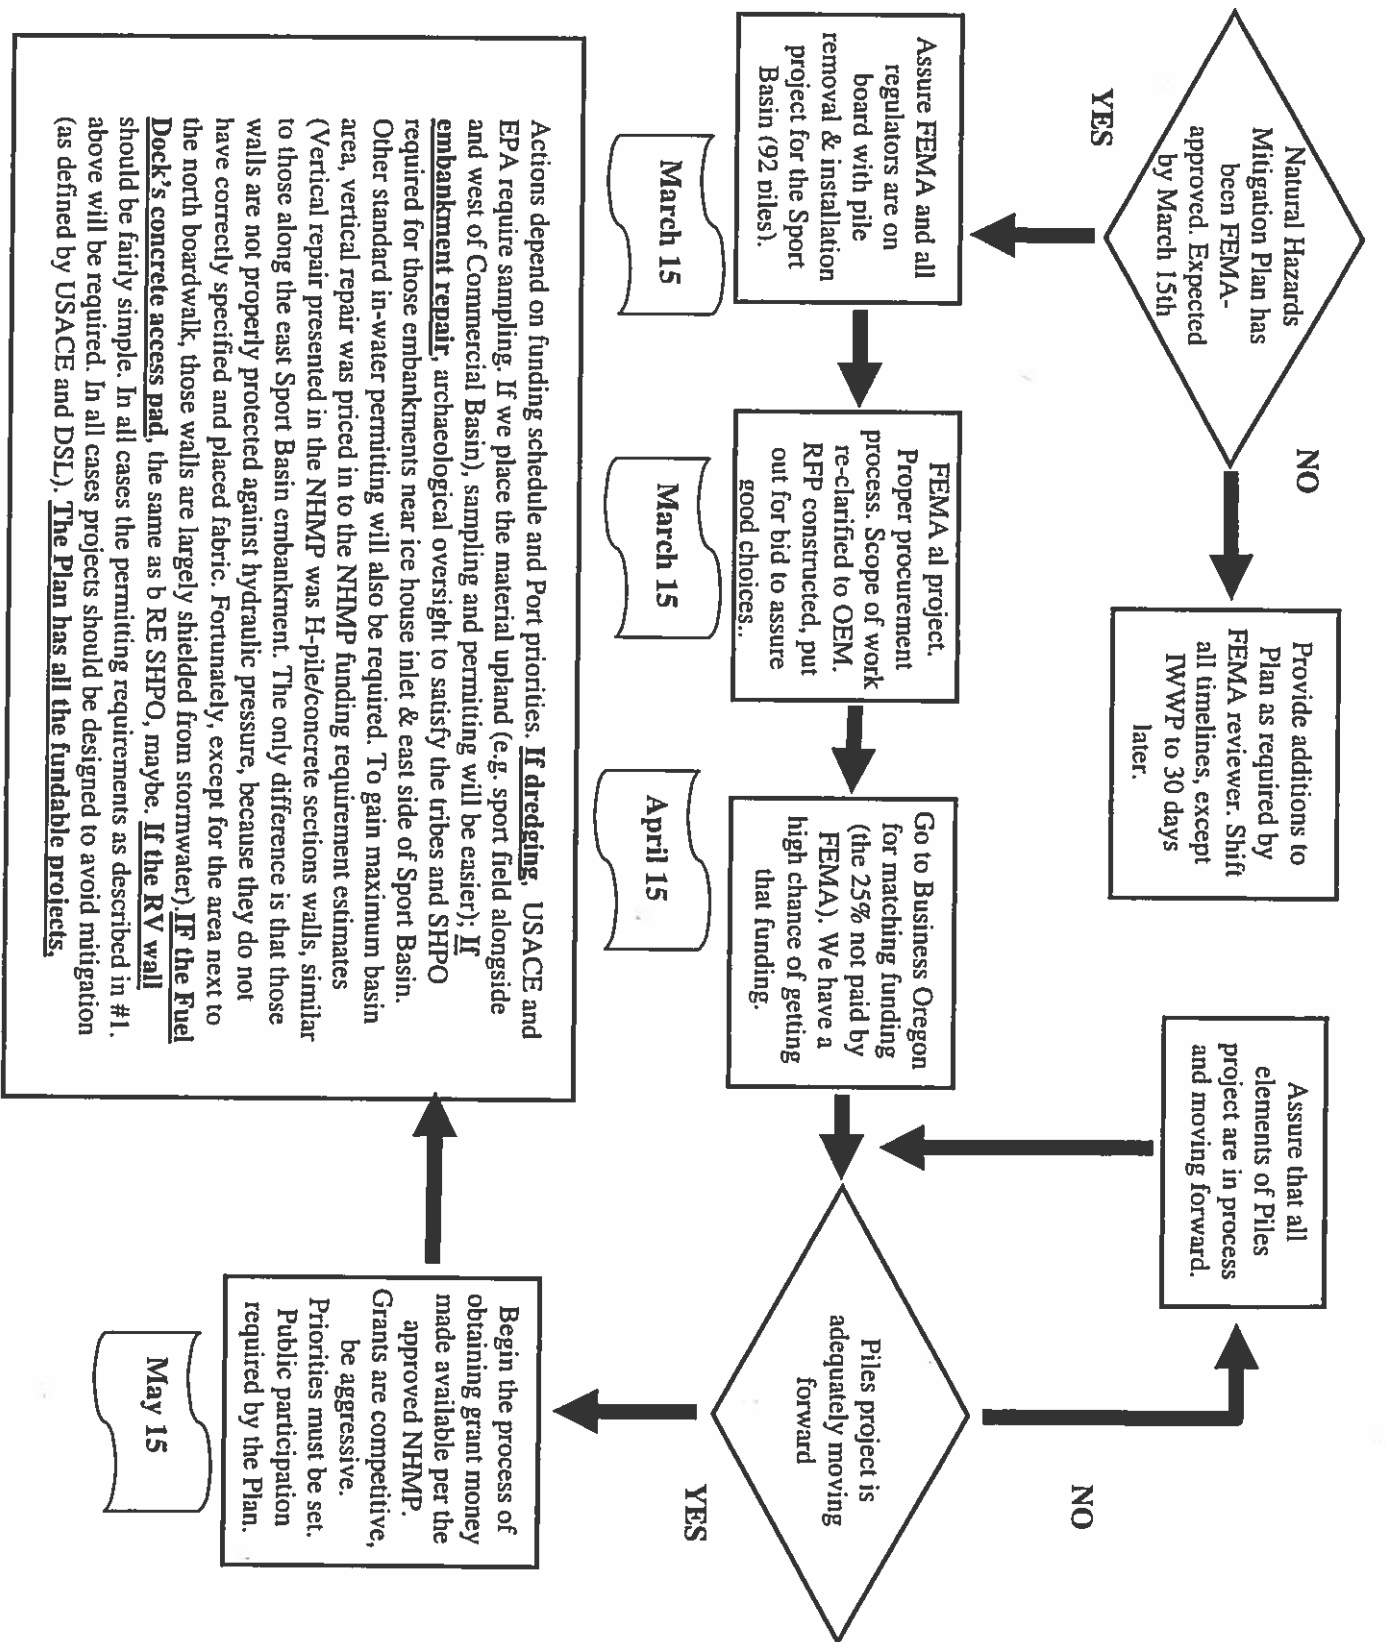 Natural Hazards
Mitigation Plan has
been FEMA-
approved. Expected
by March 15th
NO
Provide additions to
Plan as required by
FEMA reviewer. Shift
all timelines, except
IWWP to 30 days
later.
YES
Assure FEMA and all
regulators are on
board with pile
removal & installation
project for the Sport
Basin (92 piles).
March 15
FEMA al project.
Proper procurement
process. Scope of work
re-clarified to OEM.
RFP constructed, put
out for bid to assure
good choices..
March 15
Go to Business Oregon
for matching funding
(the 25% not paid by
FEMA). We have a
high chance of getting
that funding.
April 15
Assure that all
elements of Piles
project are in process
and moving forward.
Piles project is
adequately moving
forward
NO
YES
Begin the process of
obtaining grant money
made available per the
approved NHMP.
Grants are competitive,
be aggressive.
Priorities must be set.
Public participation
required by the Plan.
May 15
Actions depend on funding schedule and Port priorities. If dredging, USACE and
EPA require sampling. If we place the material upland (e.g. sport field alongside
and west of Commercial Basin), sampling and permitting will be easier); If
embankment repair, archaeological oversight to satisfy the tribes and SHPO
required for those embankments near ice house inlet & east side of Sport Basin.
Other standard in-water permitting will also be required. To gain maximum basin
area, vertical repair was priced in to the NHMP funding requirement estimates
(Vertical repair presented in the NHMP was H-pile/concrete sections walls, similar
to those along the east Sport Basin embankment. The only difference is that those
walls are not properly protected against hydraulic pressure, because they do not
have correctly specified and placed fabric. Fortunately, except for the area next to
the north boardwalk, those walls are largely shielded from stormwater). IF the Fuel
Dock's concrete access pad, the same as b RE SHPO, maybe. If the RV wall
should be fairly simple. In all cases the permitting requirements as described in #1.
above will be required. In all cases projects should be designed to avoid mitigation
(as defined by USACE and DSL). The Plan has all the fundable projects.